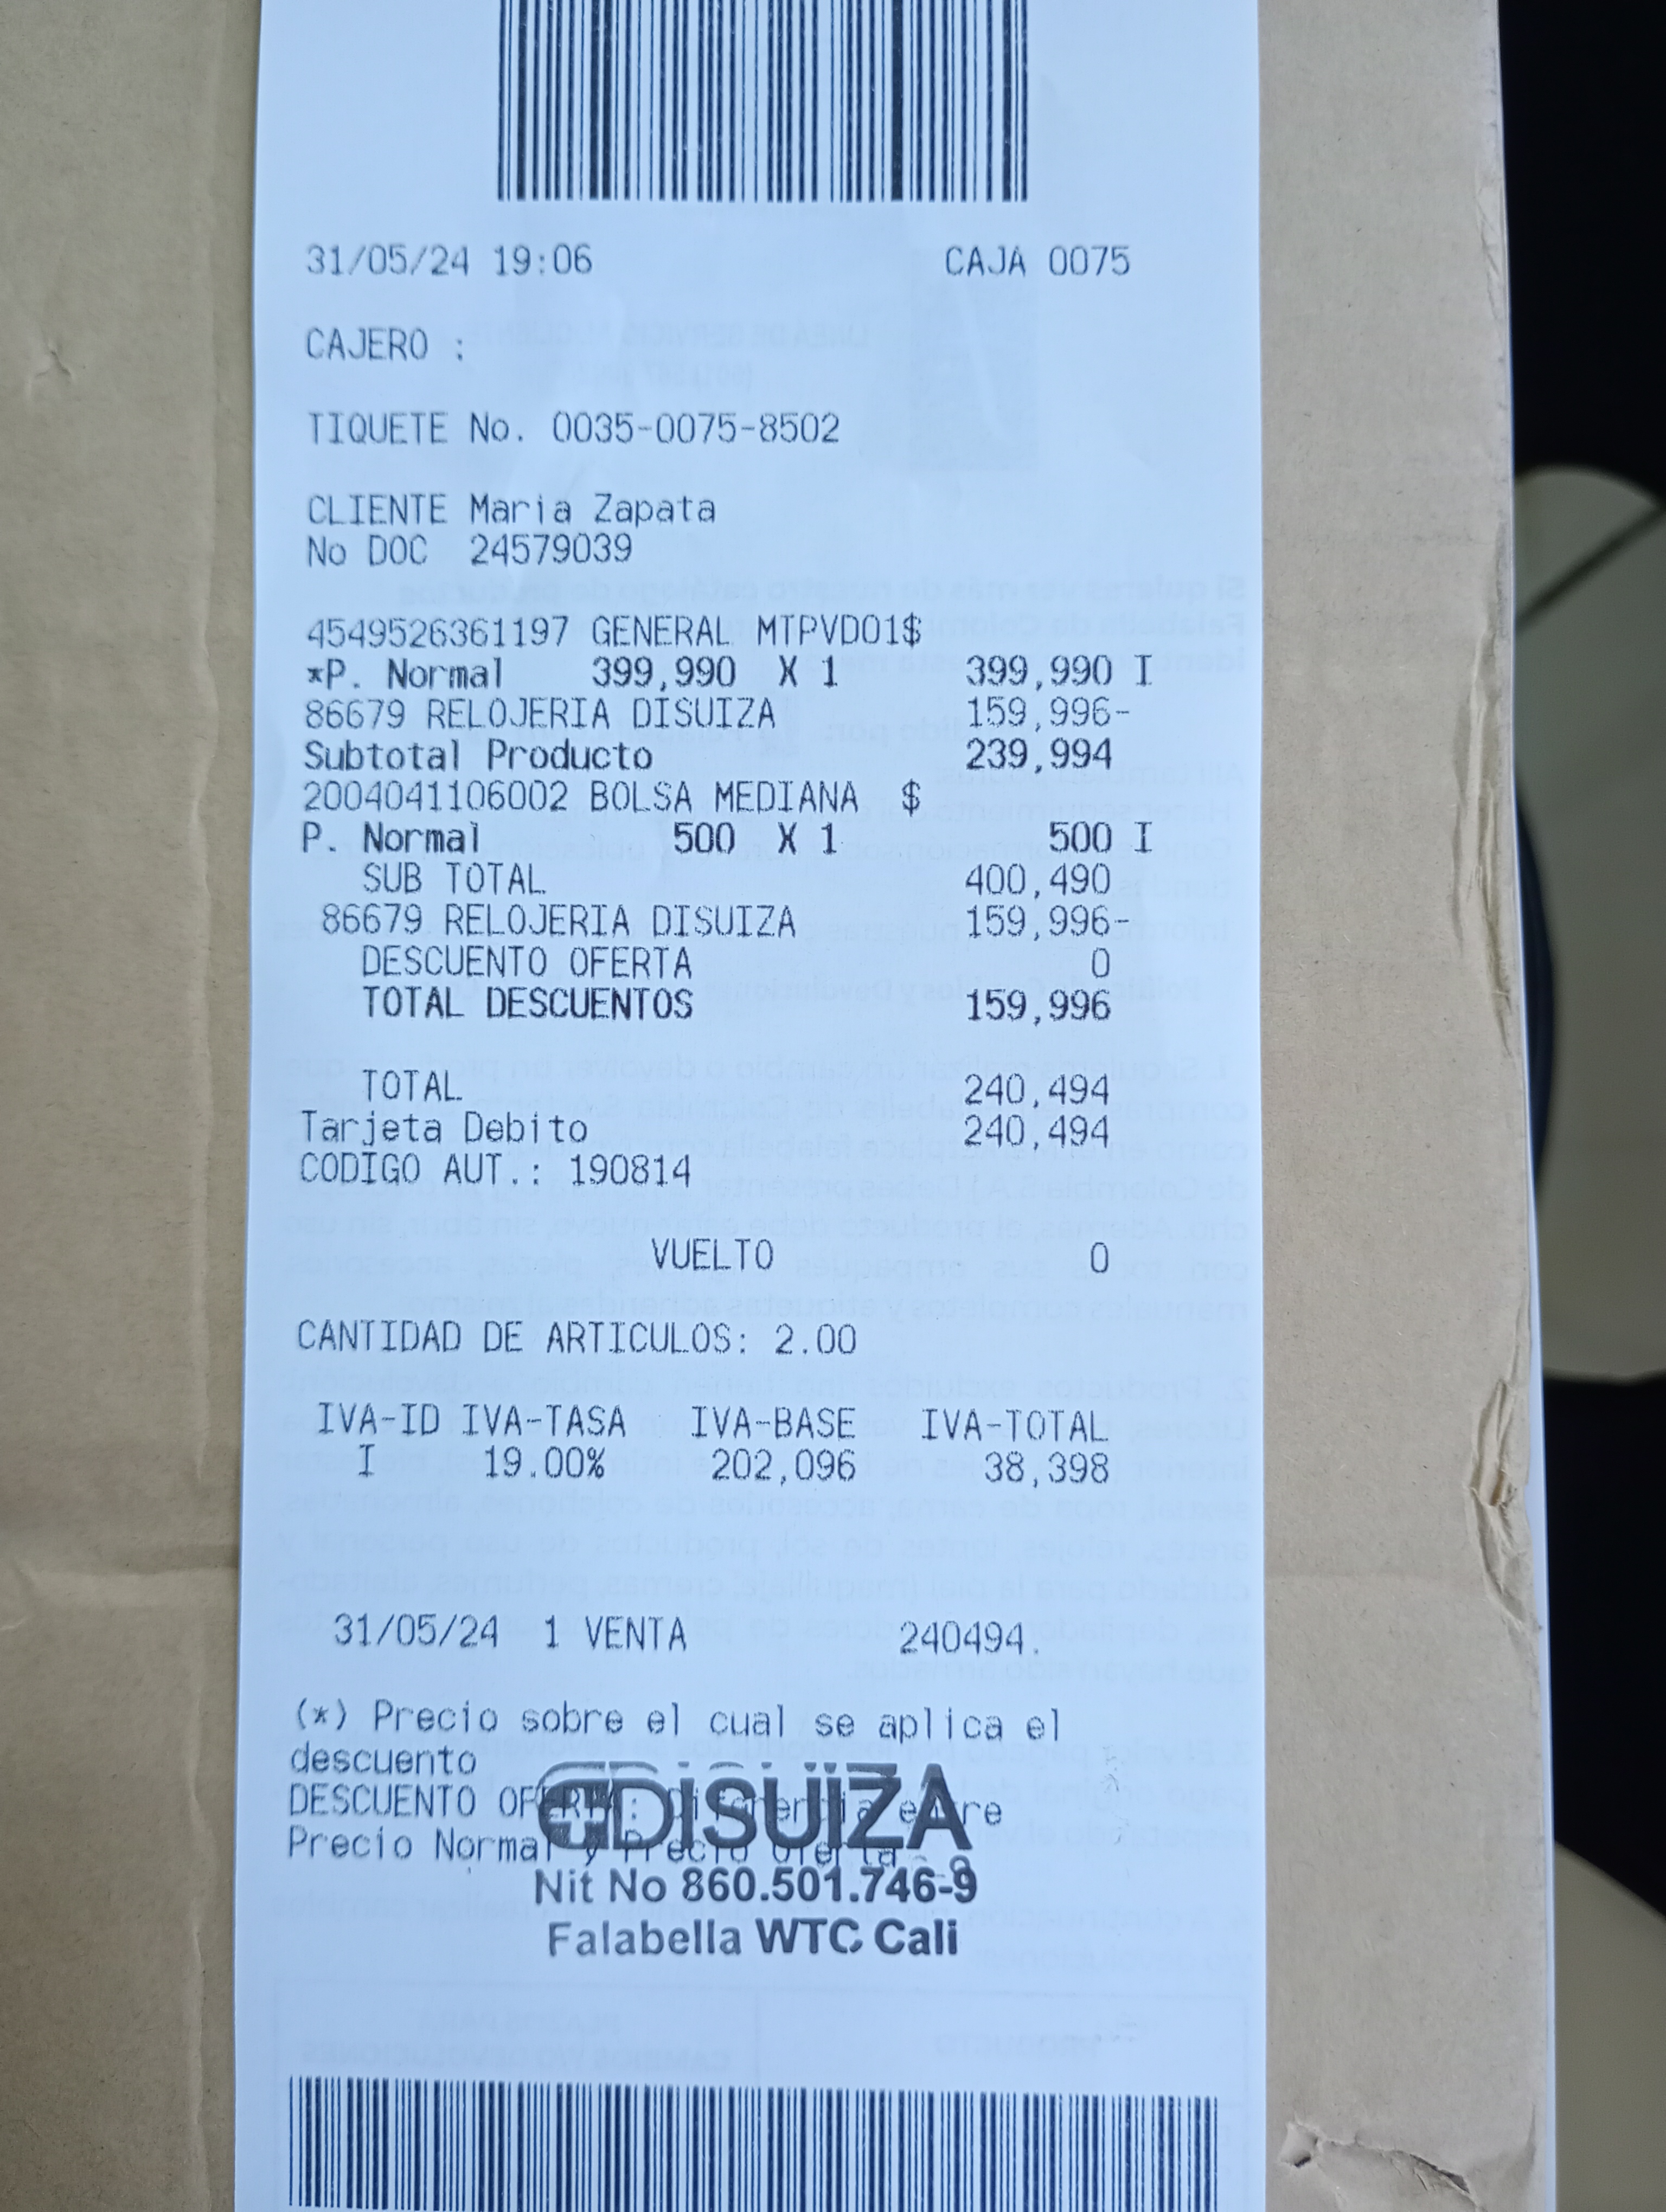 31/05/24 19:06 CAJA 0075
CAJERO :
TIQUETE No. 0035-0075-8502
CLIENTE Maria Zapata
No DOC 24579039
4549526361197 GENERAL MTPVD01$
*P. Normal 399,990 X 1 399,990 I
86679 RELOJERIA DISUIZA 159,996-
Subtotal Producto 239,994
2004041106002 BOLSA MEDIANA $
P. Normal 500 X 1 500 I
SUB TOTAL 400,490
86679 RELOJERIA DISUIZA 159,996-
DESCUENTO OFERTA 0
TOTAL DESCUENTOS 159,996
TOTAL 240,494
Tarjeta Debito 240,494
CODIGO AUT.: 190814
VUELTO 0
CANTIDAD DE ARTICULOS: 2.00
IVA-ID IVA-TASA IVA-BASE IVA-TOTAL
I 19.00% 202,096 38,398
31/05/24 1 VENTA 240494.
(*) Precio sobre el cual se aplica el
descuento
DESCUENTO OFERTA: Diferencia entre
Precio Normal y Precio Oferta
DISUIZA
Nit No 860.501.746-9
Falabella WTC Cali